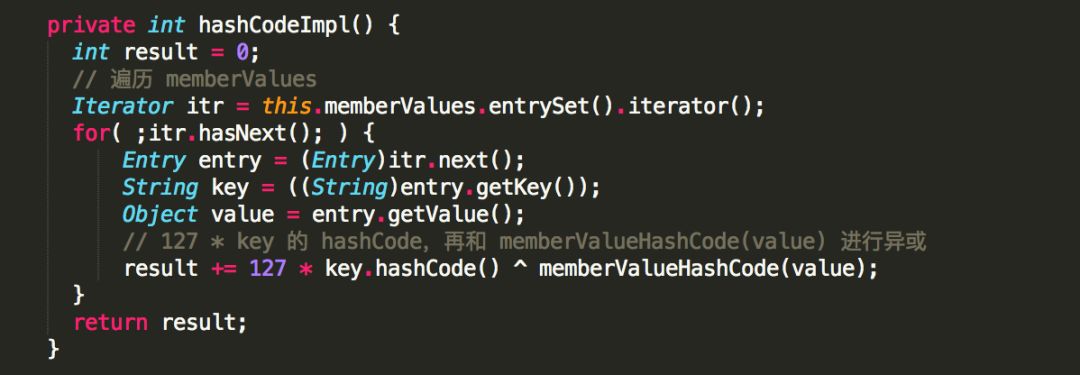 private int hashCodeImpl() {
  int result = 0;
  // 遍历 memberValues
  Iterator itr = this.memberValues.entrySet().iterator();
  for( ;itr.hasNext(); ) {
      Entry entry = (Entry)itr.next();
      String key = ((String)entry.getKey());
      Object value = entry.getValue();
      // 127 * key 的 hashCode，再和 memberValueHashCode(value) 进行异或
      result += 127 * key.hashCode() ^ memberValueHashCode(value);
  }
  return result;
}